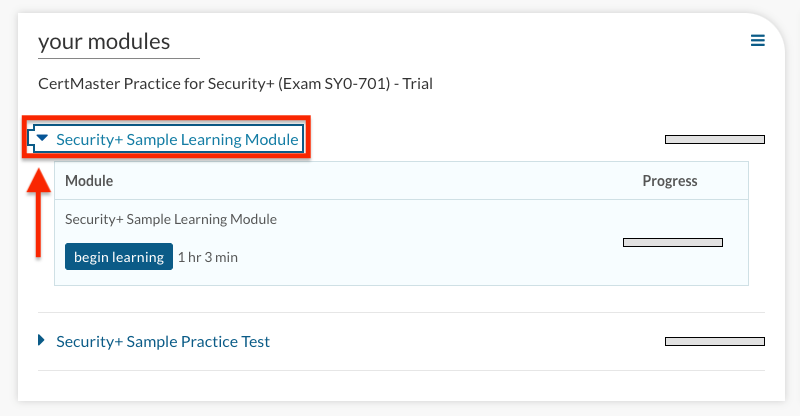 your modules
CertMaster Practice for Security+ (Exam SY0-701) - Trial
Security+ Sample Learning Module
Module Progress
Security+ Sample Learning Module
begin learning 1 hr 3 min
Security+ Sample Practice Test